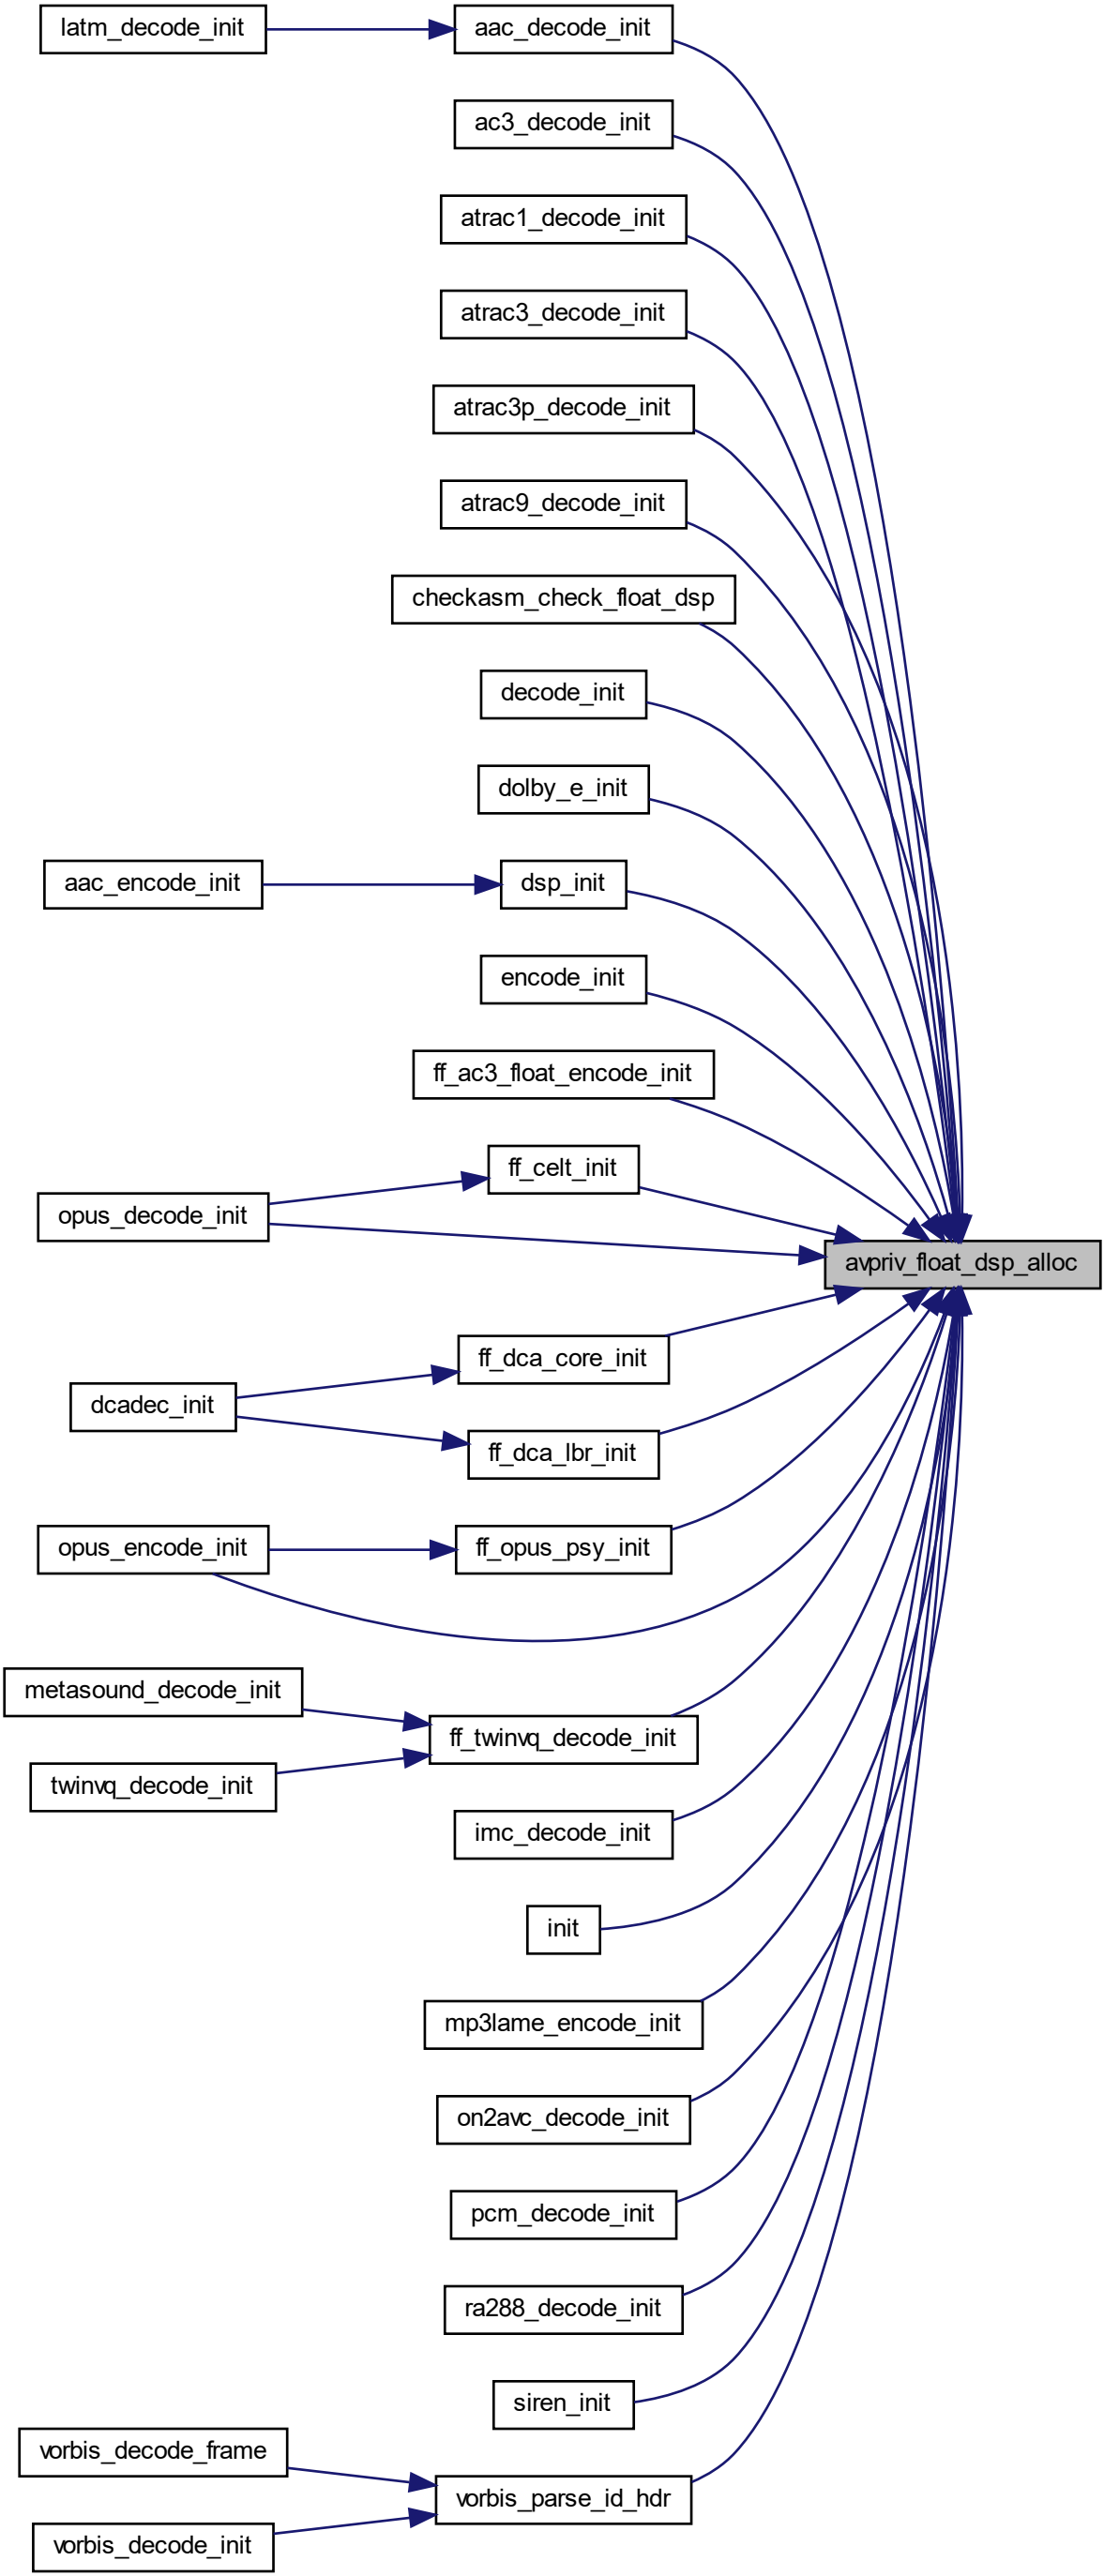 latm_decode_init
aac_decode_init
ac3_decode_init
atrac1_decode_init
atrac3_decode_init
atrac3p_decode_init
atrac9_decode_init
checkasm_check_float_dsp
decode_init
dolby_e_init
aac_encode_init
dsp_init
encode_init
ff_ac3_float_encode_init
ff_celt_init
opus_decode_init
avpriv_float_dsp_alloc
ff_dca_core_init
dcadec_init
ff_dca_lbr_init
opus_encode_init
ff_opus_psy_init
metasound_decode_init
ff_twinvq_decode_init
twinvq_decode_init
imc_decode_init
init
mp3lame_encode_init
on2avc_decode_init
pcm_decode_init
ra288_decode_init
siren_init
vorbis_decode_frame
vorbis_parse_id_hdr
vorbis_decode_init